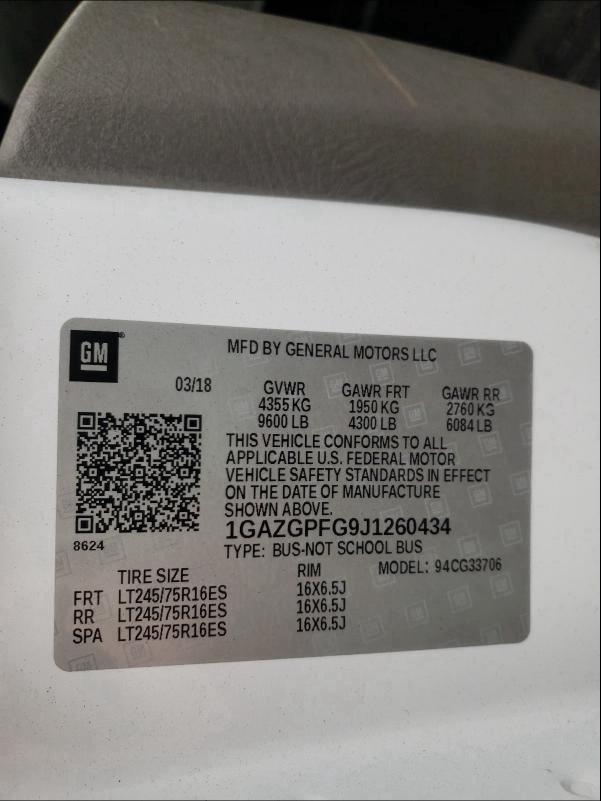 GM
MFD BY GENERAL MOTORS LLC
03/18 GVWR GAWR FRT GAWR RR
4355 KG 1950 KG 2760 KG
9600 LB 4300 LB 6084 LB
THIS VEHICLE CONFORMS TO ALL
APPLICABLE U.S. FEDERAL MOTOR
VEHICLE SAFETY STANDARDS IN EFFECT
ON THE DATE OF MANUFACTURE
SHOWN ABOVE.
1GAZGPFG9J1260434
8624
TYPE: BUS-NOT SCHOOL BUS
TIRE SIZE RIM MODEL: 94CG33706
FRT LT245/75R16ES 16X6.5J
RR LT245/75R16ES 16X6.5J
SPA LT245/75R16ES 16X6.5J